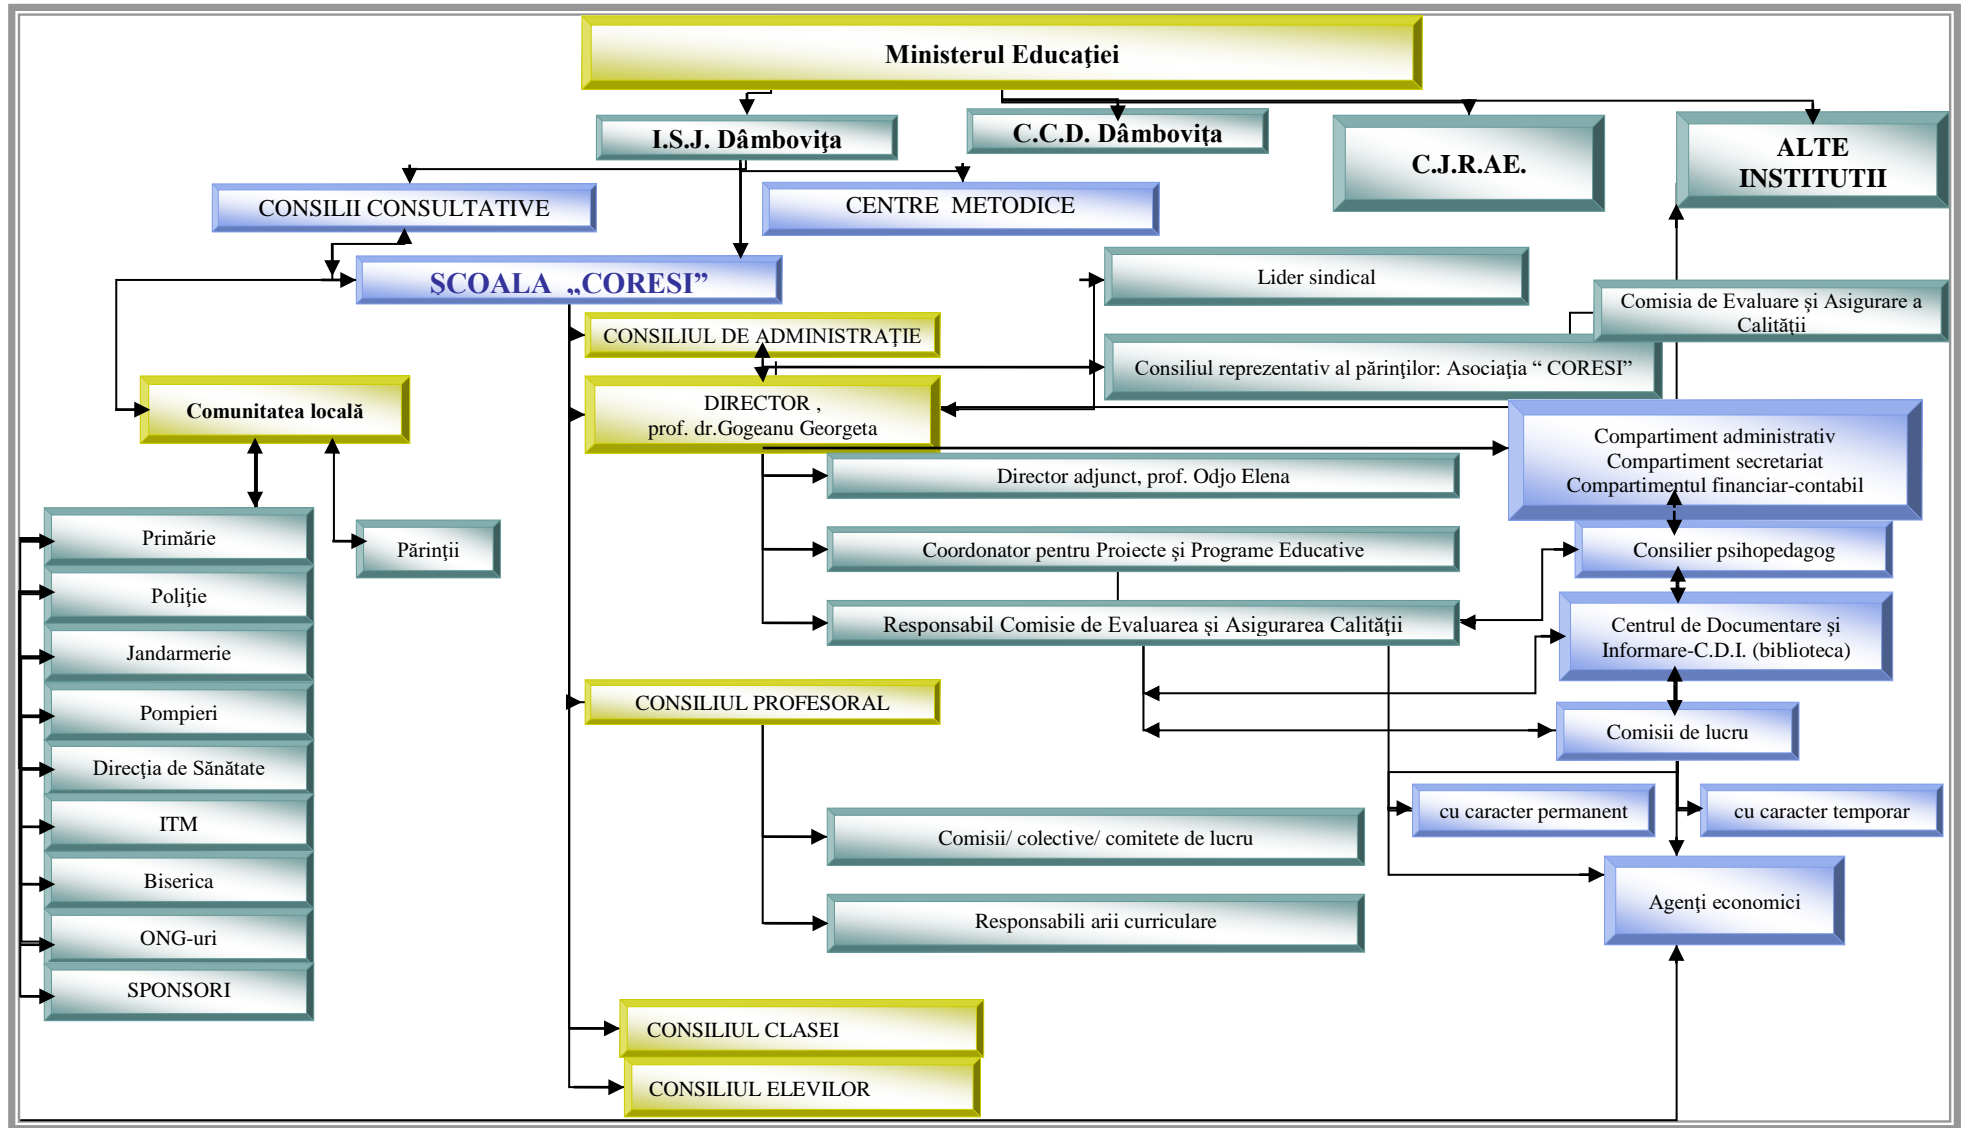 Ministerul Educaţiei
I.S.J. Dâmboviţa
C.C.D. Dâmbovița
C.J.R.AE.
ALTE
INSTITUTII
CONSILII CONSULTATIVE
CENTRE METODICE
ŞCOALA „CORESI”
Lider sindical
Comisia de Evaluare și Asigurare a
Calității
CONSILIUL DE ADMINISTRAŢIE
Consiliul reprezentativ al părinţilor: Asociaţia “ CORESI”
Comunitatea locală
DIRECTOR ,
prof. dr.Gogeanu Georgeta
Compartiment administrativ
Compartiment secretariat
Compartimentul financiar-contabil
Director adjunct, prof. Odjo Elena
Primărie
Părinţii
Coordonator pentru Proiecte şi Programe Educative
Consilier psihopedagog
Poliţie
Responsabil Comisie de Evaluarea şi Asigurarea Calităţii
Centrul de Documentare şi
Informare-C.D.I. (biblioteca)
Jandarmerie
CONSILIUL PROFESORAL
Pompieri
Comisii de lucru
Direcţia de Sănătate
cu caracter permanent
cu caracter temporar
ITM
Comisii/ colective/ comitete de lucru
Biserica
Agenţi economici
Responsabili arii curriculare
ONG-uri
SPONSORI
CONSILIUL CLASEI
CONSILIUL ELEVILOR